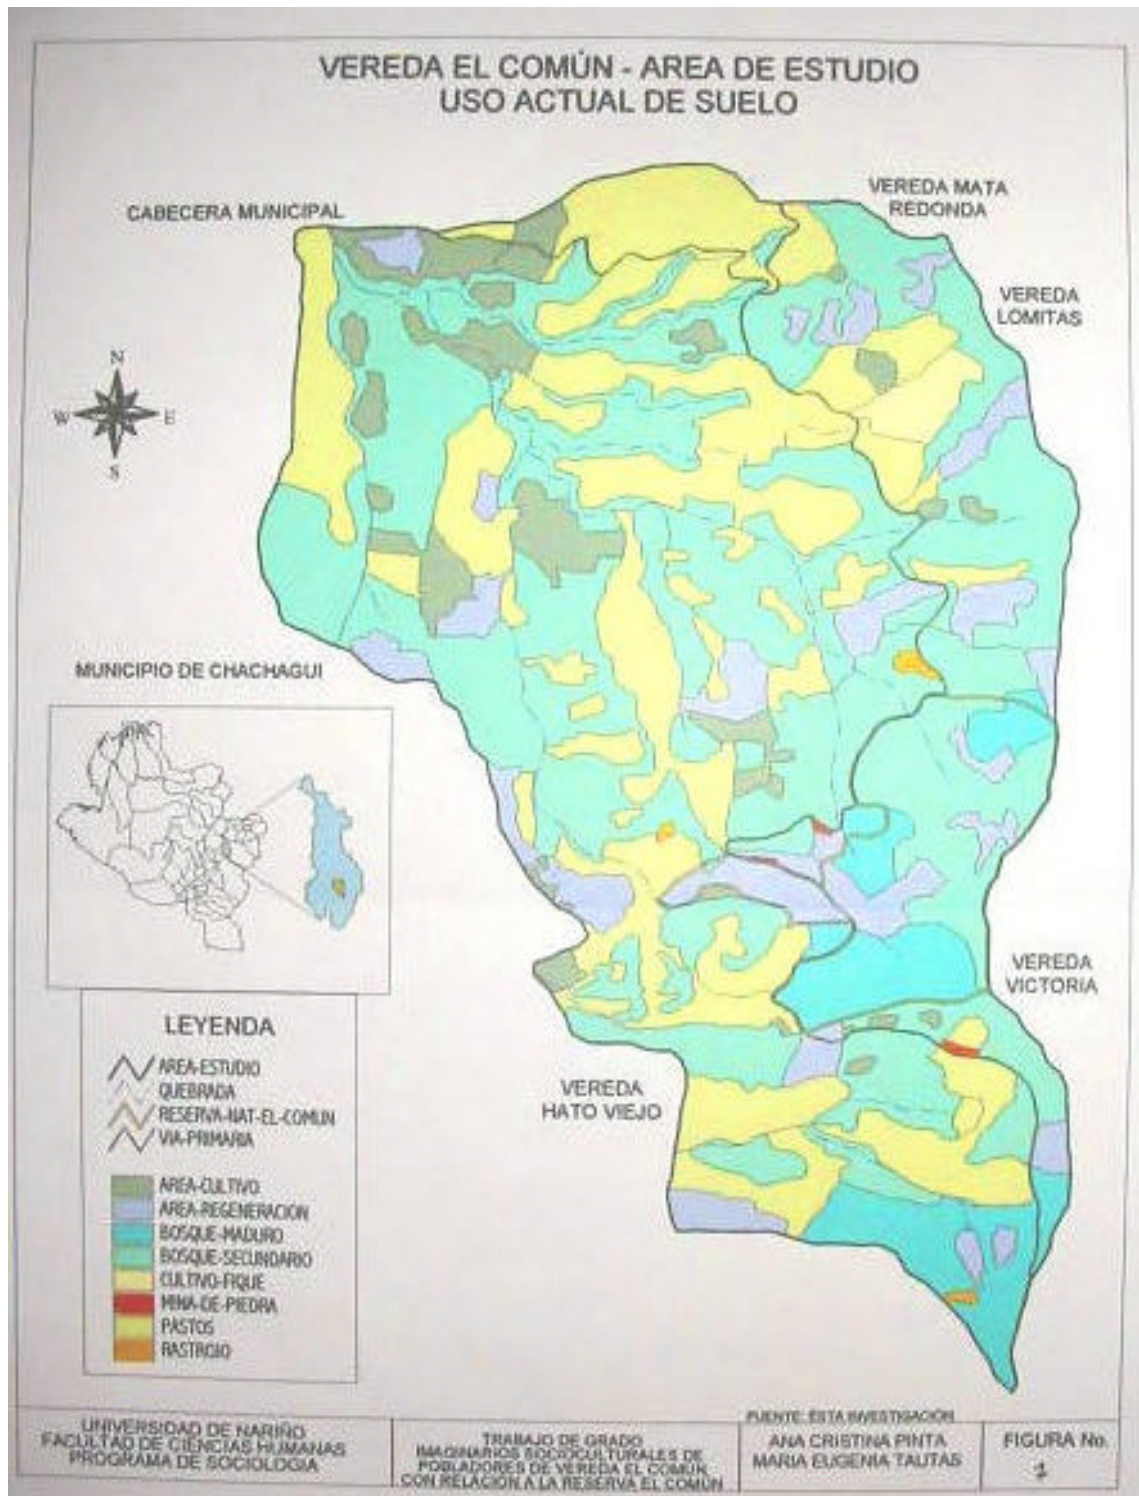 VEREDA EL COMÚN - AREA DE ESTUDIO
USO ACTUAL DE SUELO
CABECERA MUNICIPAL
VEREDA MATA
REDONDA
VEREDA
LOMITAS
N
W
E
S
MUNICIPIO DE CHACHAGUI
VEREDA
VICTORIA
VEREDA
HATO VIEJO
LEYENDA
AREA-ESTUDIO
QUEBRADA
RESERVA-NAT-EL-COMUN
VIA-PRIMARIA
AREA-CULTIVO
AREA-REGENERACION
BOSQUE-MADURO
BOSQUE-SECUNDARIO
CULTIVO-FIQUE
MINA-DE-PIEDRA
PASTOS
RASTROJO
UNIVERSIDAD DE NARIÑO
FACULTAD DE CIENCIAS HUMANAS
PROGRAMA DE SOCIOLOGIA
TRABAJO DE GRADO
IMAGINARIOS SOCIOCULTURALES DE
POBLADORES DE VEREDA EL COMÚN,
CON RELACION A LA RESERVA EL COMÚN
FUENTE: ESTA INVESTIGACIÓN
ANA CRISTINA PINTA
MARIA EUGENIA TAUTAS
FIGURA No.
1